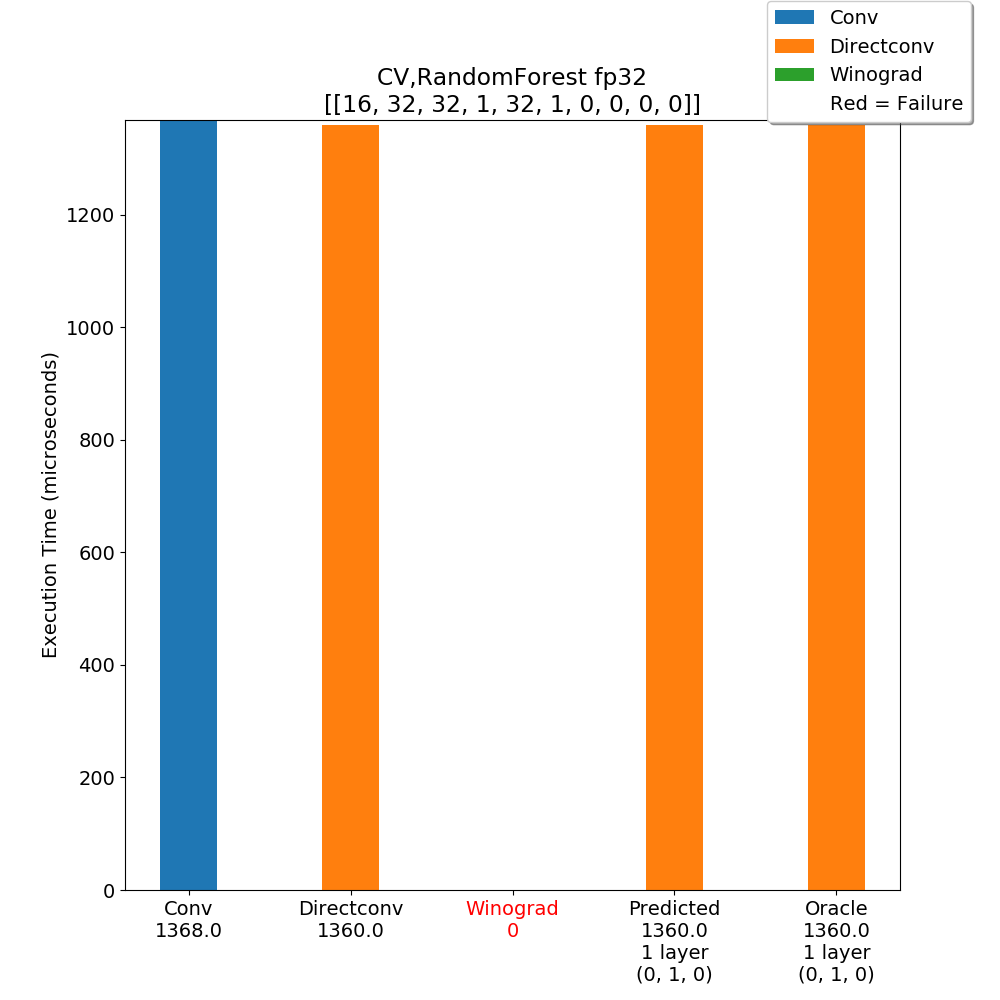 Conv
Directconv
Winograd
Red = Failure
CV,RandomForest fp32
[[16, 32, 32, 1, 32, 1, 0, 0, 0, 0]]
Execution Time (microseconds)
1200
1000
800
600
400
200
0
Conv
1368.0
Directconv
1360.0
Winograd
0
Predicted
1360.0
1 layer
(0, 1, 0)
Oracle
1360.0
1 layer
(0, 1, 0)